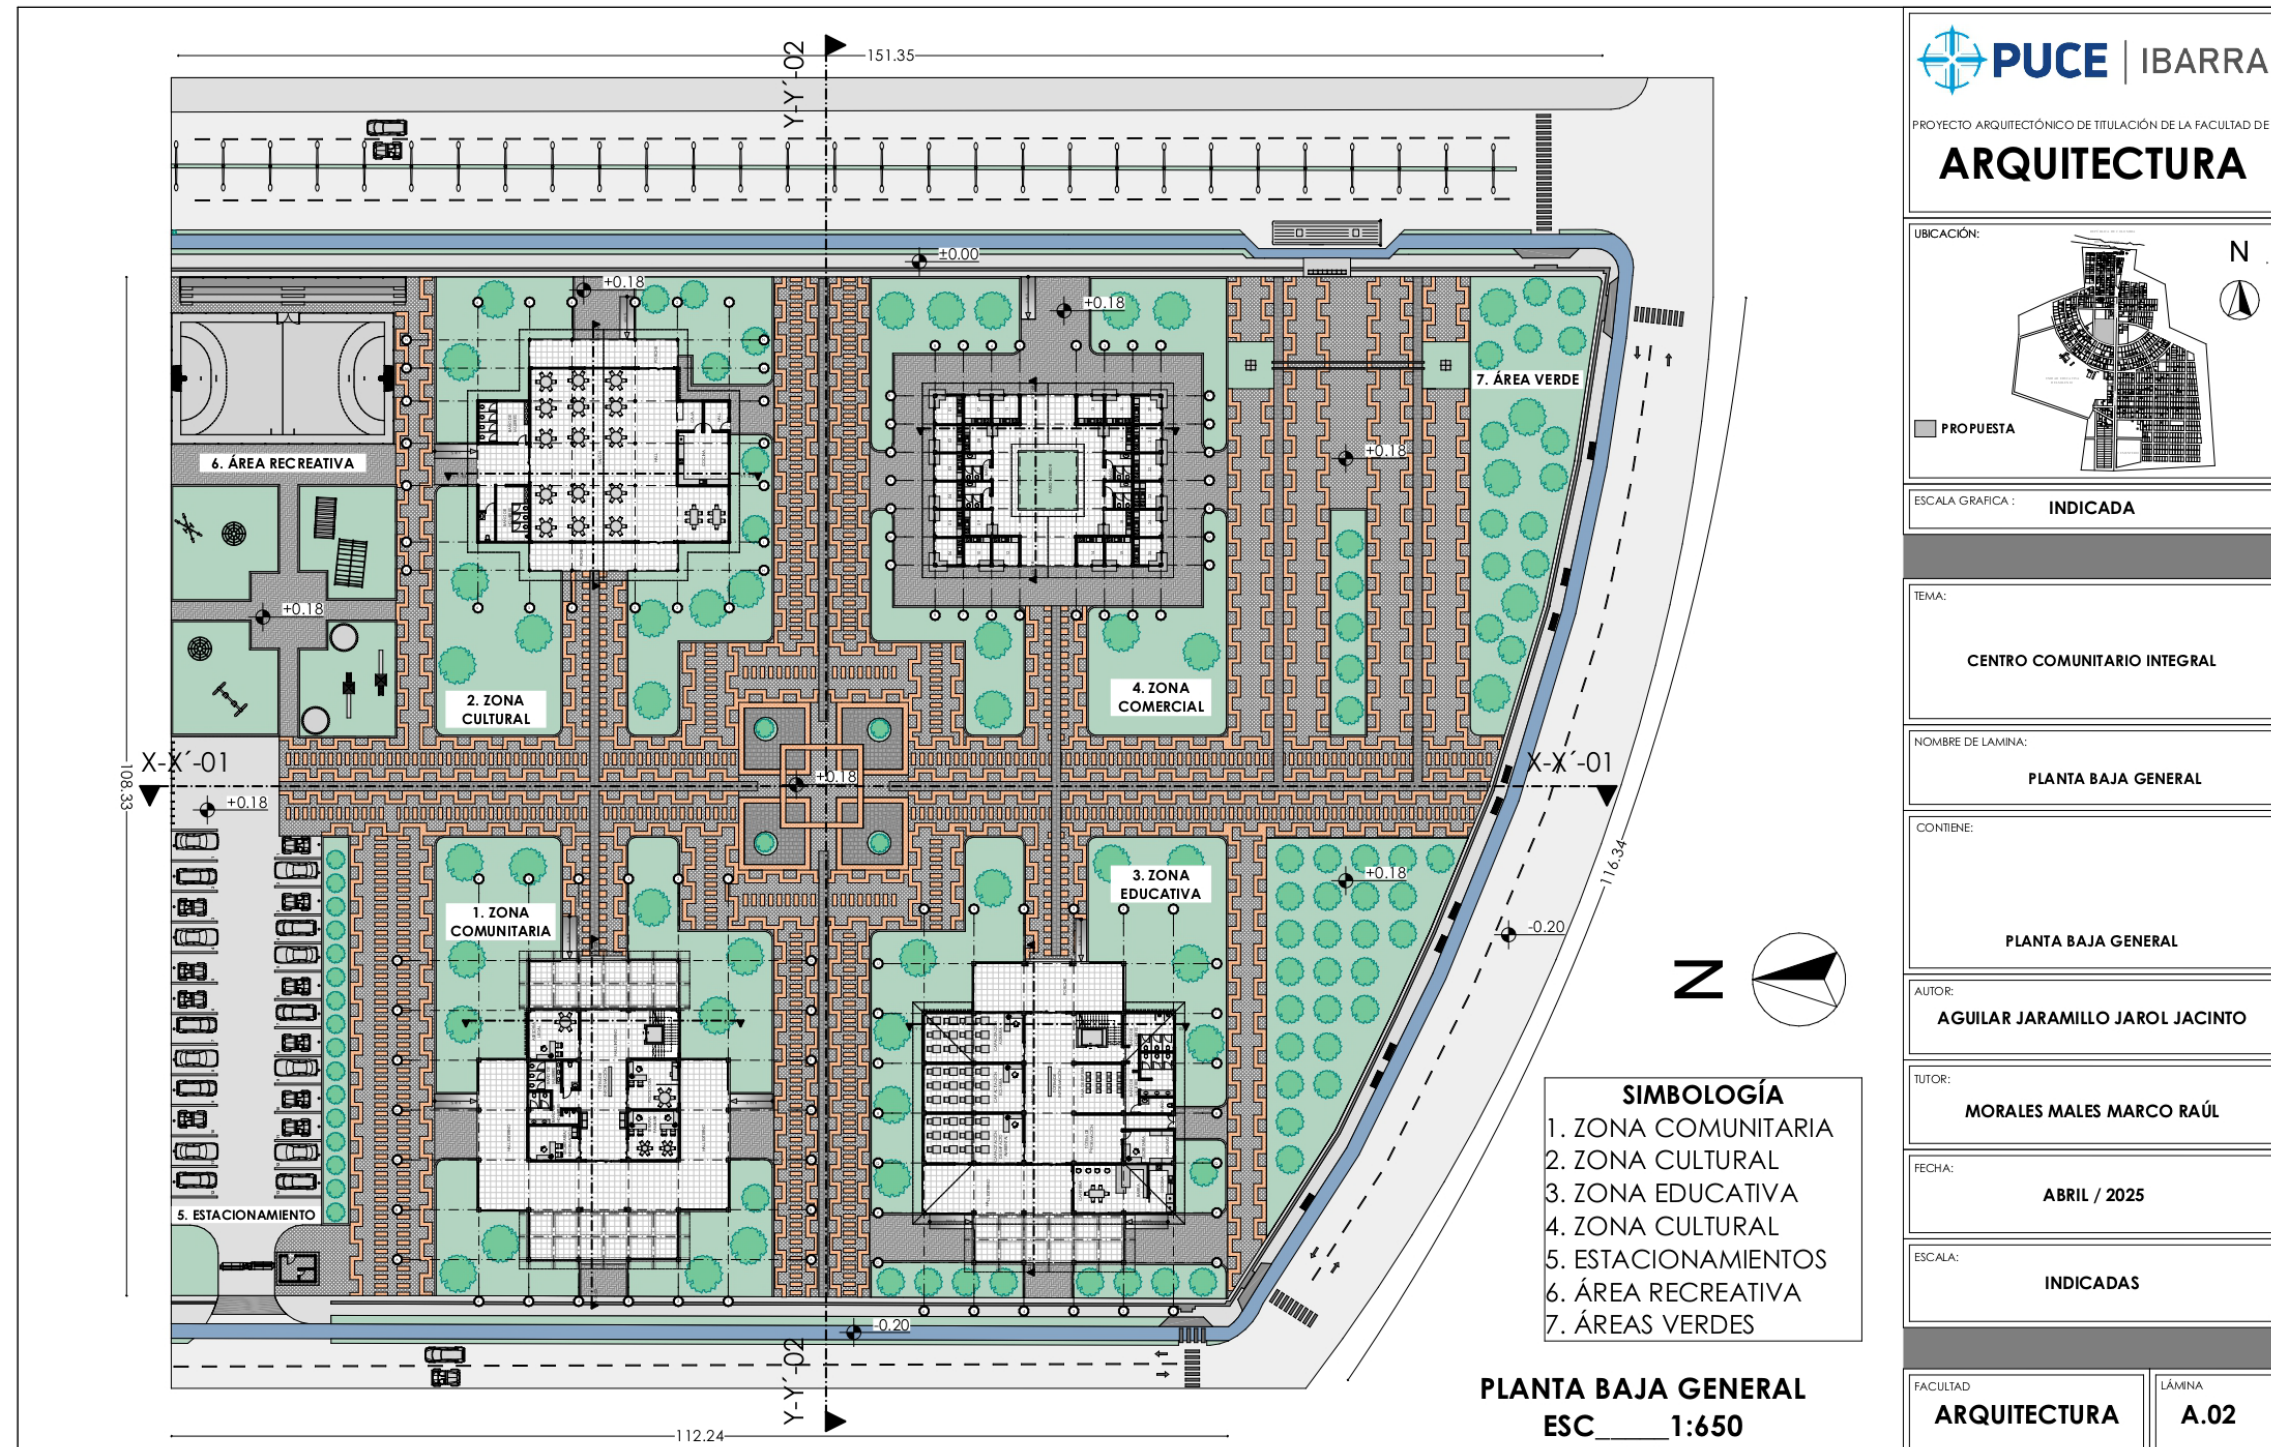 151.35
Y-Y´-02
±0.00
+0.18
+0.18
7. ÁREA VERDE
6. ÁREA RECREATIVA
+0.18
+0.18
2. ZONA
CULTURAL
4. ZONA
COMERCIAL
X-X´-01
+0.18
X-X´-01
108.33
+0.18
3. ZONA
EDUCATIVA
+0.18
116.34
1. ZONA
COMUNITARIA
-0.20
N
5. ESTACIONAMIENTO
-0.20
Y-Y´-02
112.24
SIMBOLOGÍA
1. ZONA COMUNITARIA
2. ZONA CULTURAL
3. ZONA EDUCATIVA
4. ZONA CULTURAL
5. ESTACIONAMIENTOS
6. ÁREA RECREATIVA
7. ÁREAS VERDES
PLANTA BAJA GENERAL
ESC_____1:650
PUCE | IBARRA
PROYECTO ARQUITECTÓNICO DE TITULACIÓN DE LA FACULTAD DE
ARQUITECTURA
UBICACIÓN:
N
PROPUESTA
ESCALA GRAFICA : INDICADA
TEMA:
CENTRO COMUNITARIO INTEGRAL
NOMBRE DE LAMINA:
PLANTA BAJA GENERAL
CONTIENE:
PLANTA BAJA GENERAL
AUTOR:
AGUILAR JARAMILLO JAROL JACINTO
TUTOR:
MORALES MALES MARCO RAÚL
FECHA:
ABRIL / 2025
ESCALA:
INDICADAS
FACULTAD
ARQUITECTURA
LÁMINA
A.02